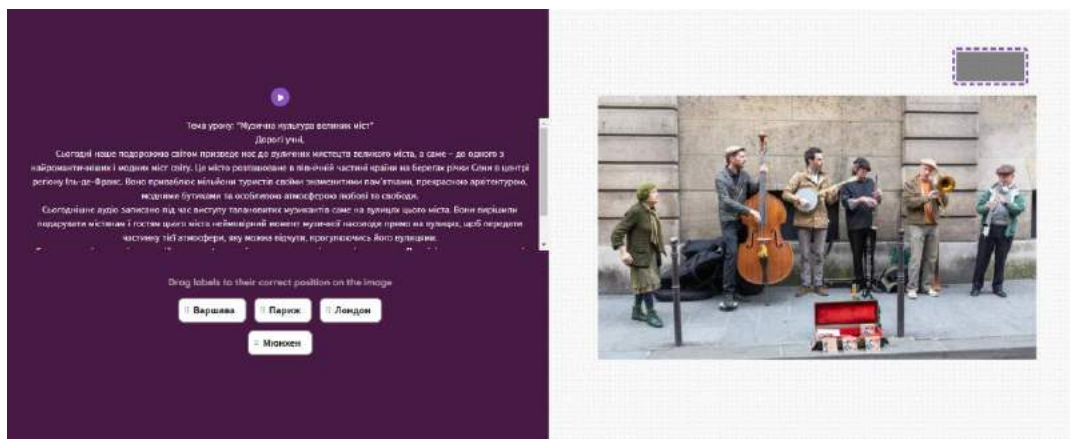 Тема уроку: "Музична культура великих міст"
Дорогі учні,
Сьогодні наше подорожжю світом призведе нас до вуличних мистецтв великого міста, а саме – до одного з
найромантичніших і модних міст світу. Це місто розташоване в північній частині країни на берегах річки Сени в центрі
регіону Іль-де-Франс. Воно приваблює мільйони туристів своїми знаменитими пам'ятками, прекрасною архітектурою,
модними бутиками та особливою атмосферою любові та свободи.
Сьогоднішнє аудіо записано під час виступу талановитих музикантів саме на вулицях цього міста. Вони вирішили
подарувати містянам і гостям цього міста неймовірний момент музичної насолоди прямо на вулицях, щоб передати
частинку тієї атмосфери, яку можна відчути, прогулюючись його вулицями.
Drag labels to their correct position on the image
Варшава
Париж
Лондон
Мюнхен